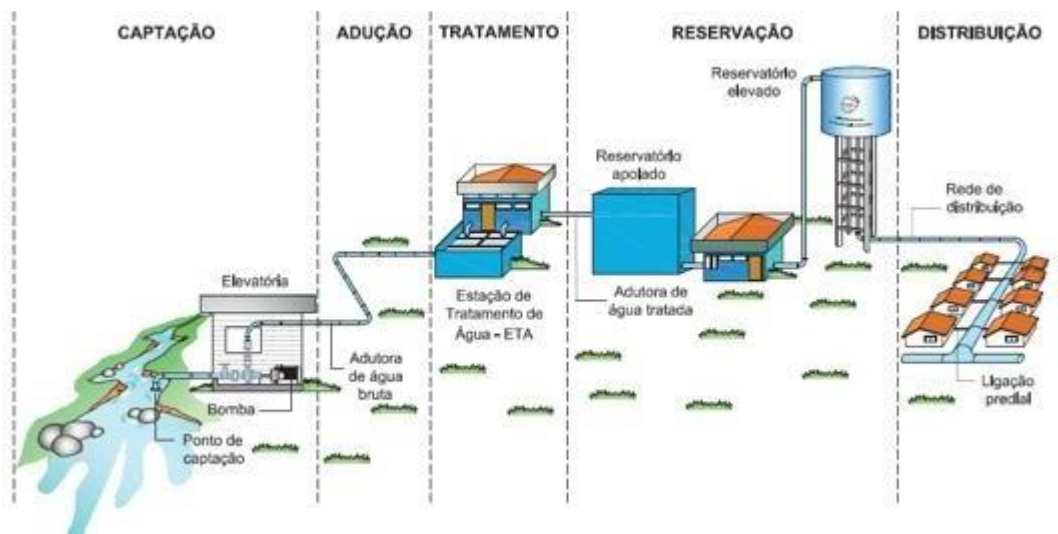 CAPTAÇÃO
ADUÇÃO
TRATAMENTO
RESERVAÇÃO
DISTRIBUIÇÃO
Reservatório
elevado
Reservatório
apoiado
Rede de
distribuição
Elevatória
Estação de
Tratamento de
Água - ETA
Adutora de
água tratada
Adutora
de água
bruta
Bomba
Ponto de
captação
Ligação
predial